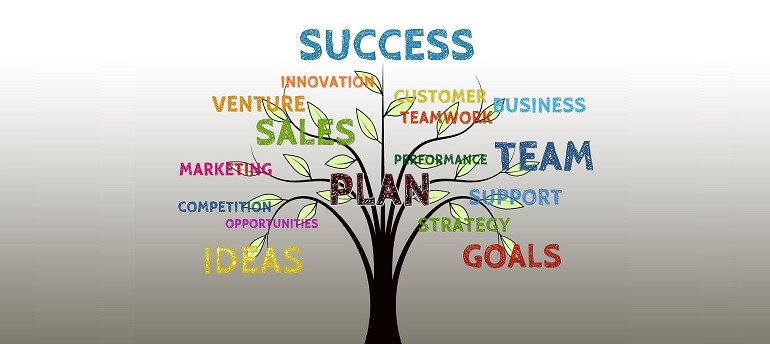 SUCCESS
INNOVATION
CUSTOMER
VENTURE
BUSINESS
TEAMWORK
SALES
PERFORMANCE
TEAM
MARKETING
PLAN
SUPPORT
COMPETITION
OPPORTUNITIES
STRATEGY
IDEAS
GOALS